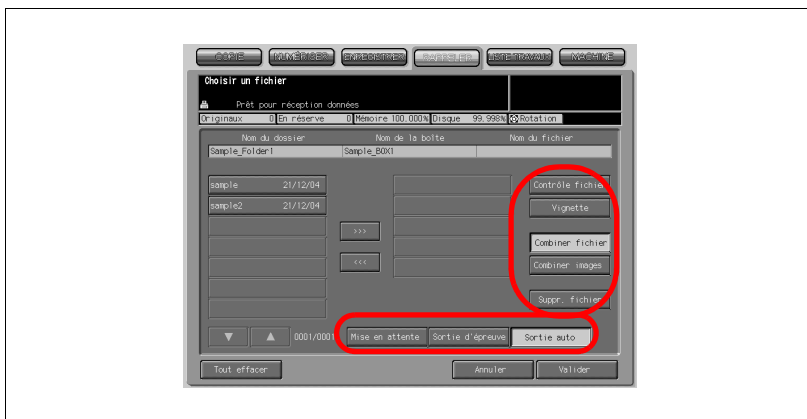 COPIE NUMÉRISER ENREGISTRER RAPPELER LISTE TRAVAUX MACHINE
Choisir un fichier
Prêt pour réception données
Originaux 0 En réserve 0 Mémoire 100.000% Disque 99.998% Rotation
Nom du dossier Nom de la boîte Nom du fichier
Sample_Folder1 Sample_BOX1
sample 21/12/04 Contrôle fichier
sample2 21/12/04 Vignette
>>>
Combiner fichier
<<< Combiner images
Suppr. fichier
▼ ▲ 0001/0001 Mise en attente Sortie d'épreuve Sortie auto
Tout effacer Annuler Valider